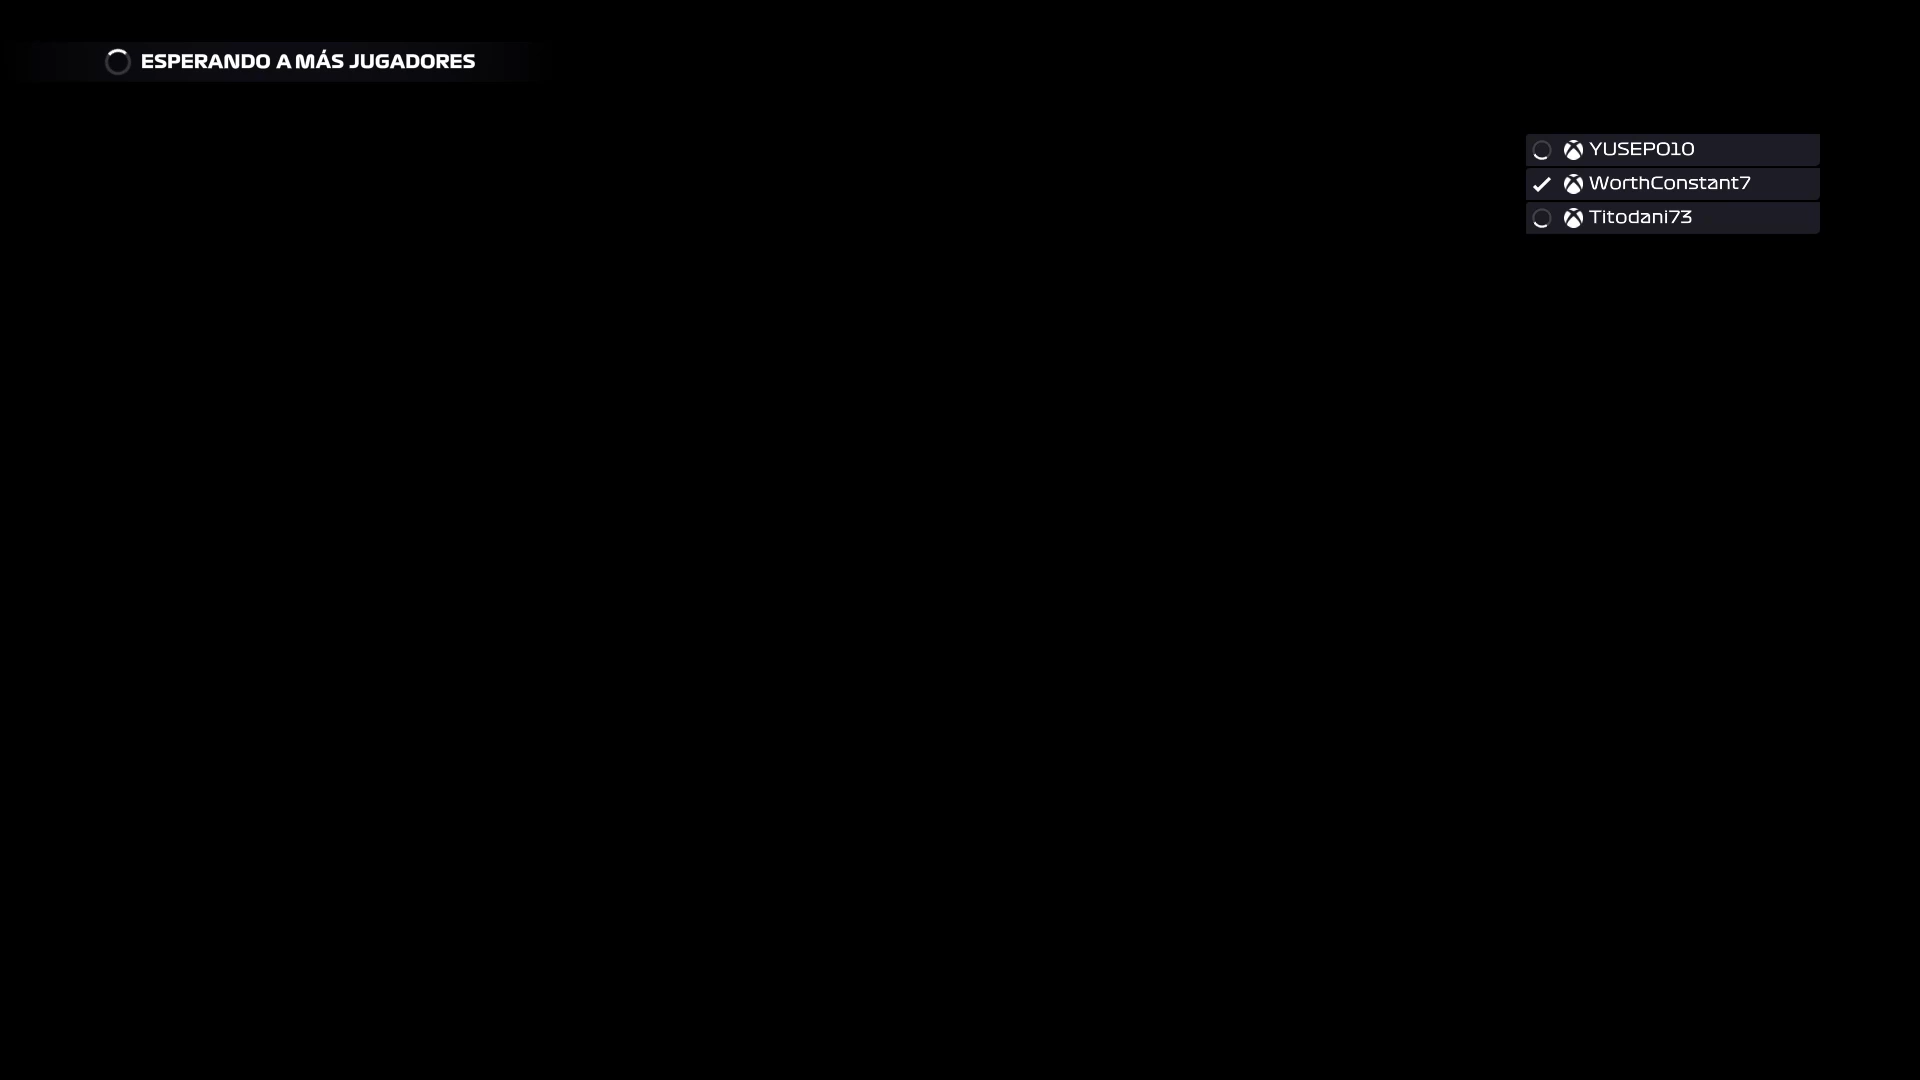 ESPERANDO A MÁS JUGADORES
YUSEPO10
WorthConstant7
Titodani73